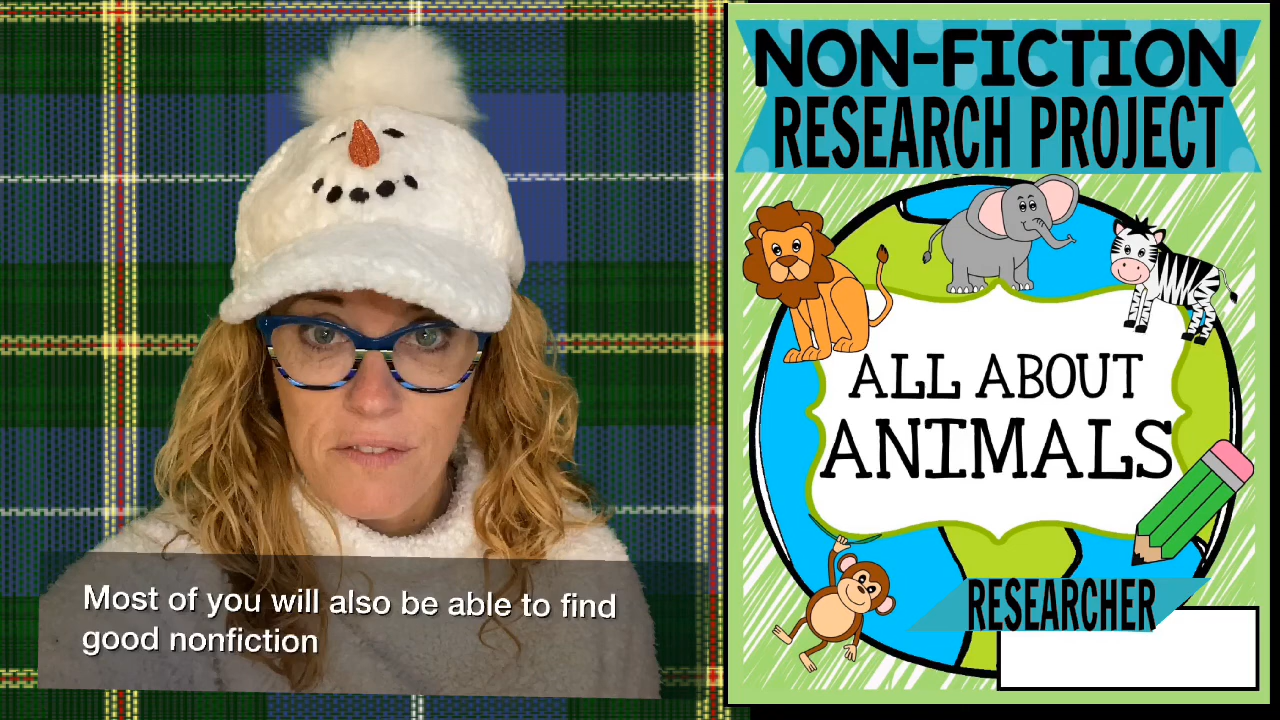 Most of you will also be able to find
good nonfiction
NON-FICTION
RESEARCH PROJECT
ALL ABOUT
ANIMALS
RESEARCHER